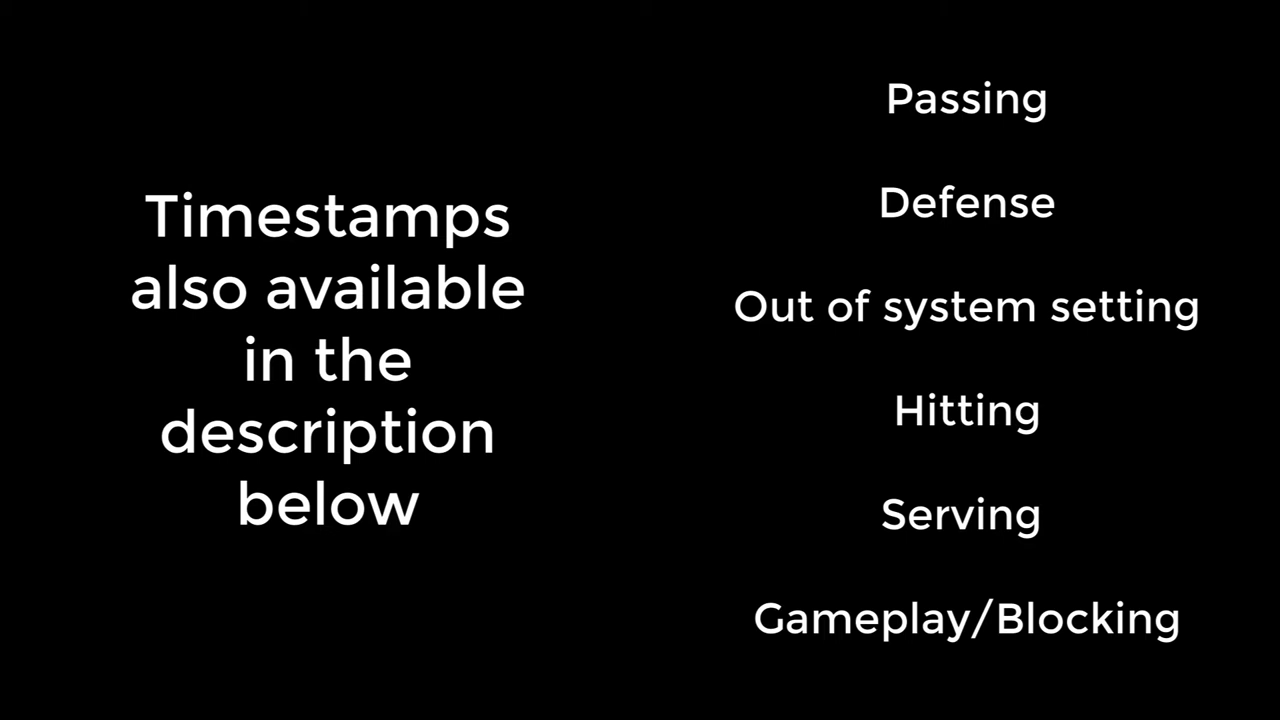 Timestamps
also available
in the
description
below
Passing
Defense
Out of system setting
Hitting
Serving
Gameplay/Blocking